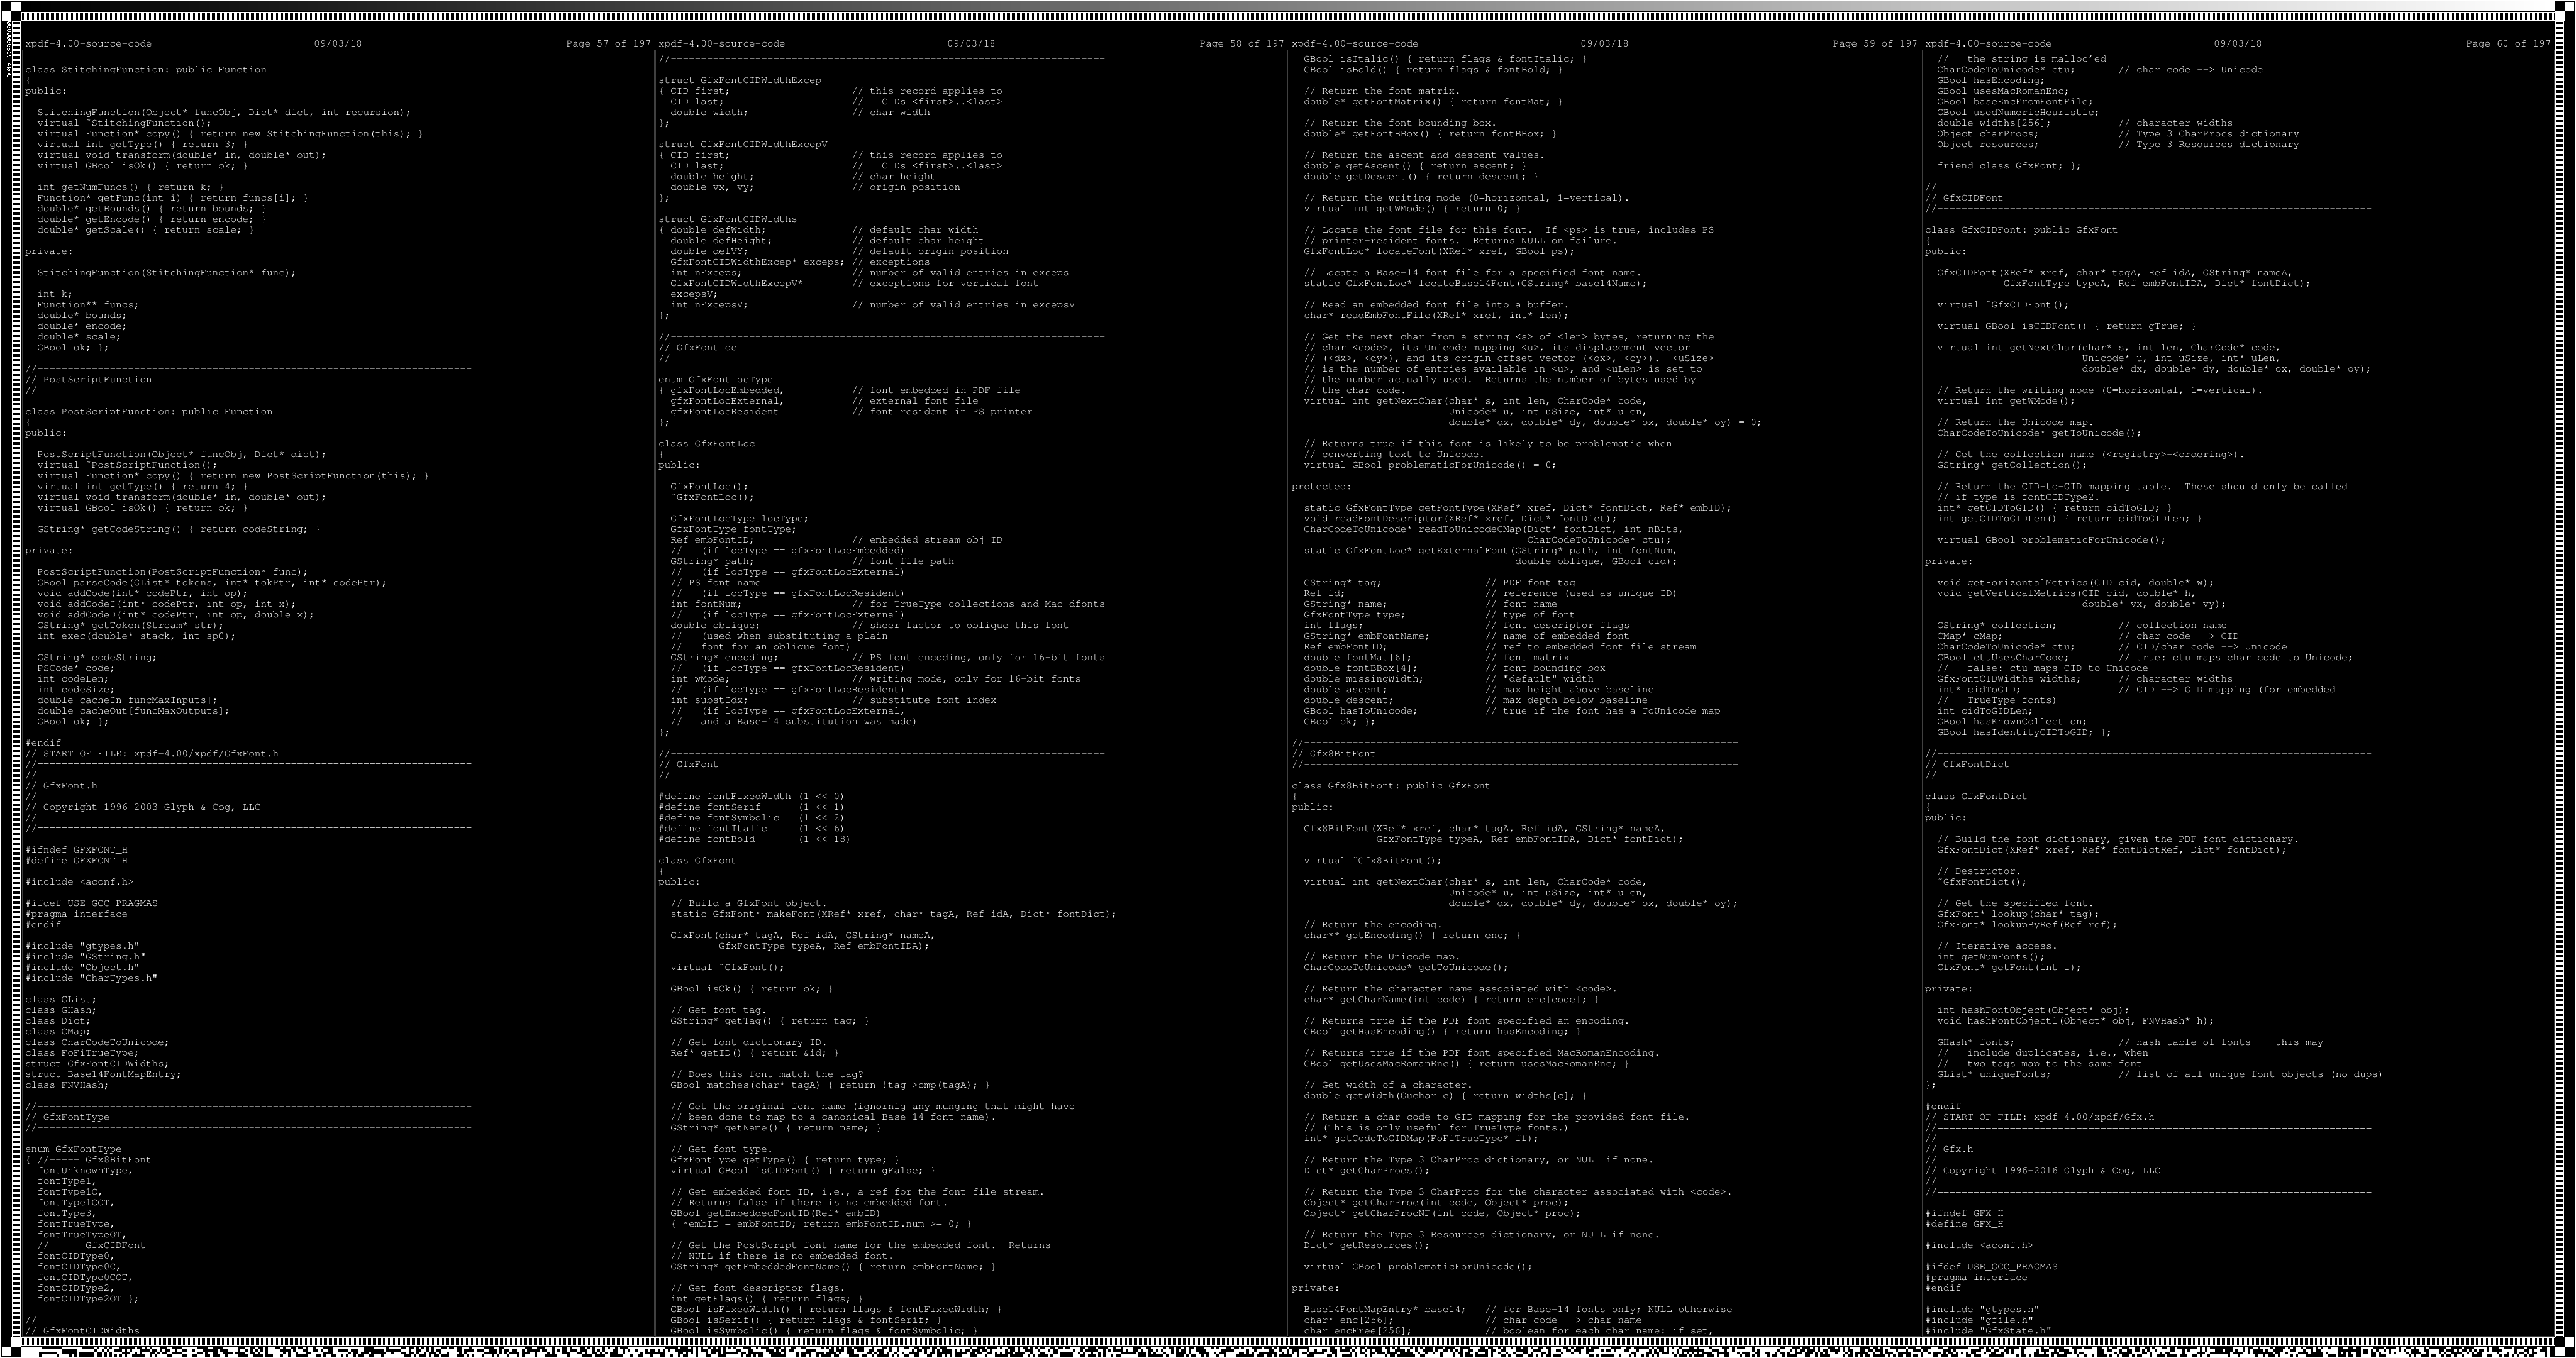 xpdf-4.00-source-code 09/03/18 Page 57 of 197
class StitchingFunction: public Function
{
public:
StitchingFunction(Object* funcObj, Dict* dict, int recursion);
virtual ~StitchingFunction();
virtual Function* copy() { return new StitchingFunction(this); }
virtual int getType() { return 3; }
virtual void transform(double* in, double* out);
virtual GBool isOk() { return ok; }
int getNumFuncs() { return k; }
Function* getFunc(int i) { return funcs[i]; }
double* getBounds() { return bounds; }
double* getEncode() { return encode; }
double* getScale() { return scale; }
private:
StitchingFunction(StitchingFunction* func);
int k;
Function** funcs;
double* bounds;
double* encode;
double* scale;
GBool ok; };
//------------------------------------------------------------------------
// PostScriptFunction
//------------------------------------------------------------------------
class PostScriptFunction: public Function
{
public:
PostScriptFunction(Object* funcObj, Dict* dict);
virtual ~PostScriptFunction();
virtual Function* copy() { return new PostScriptFunction(this); }
virtual int getType() { return 4; }
virtual void transform(double* in, double* out);
virtual GBool isOk() { return ok; }
GString* getCodeString() { return codeString; }
private:
PostScriptFunction(PostScriptFunction* func);
GBool parseCode(GList* tokens, int* tokPtr, int* codePtr);
void addCode(int* codePtr, int op);
void addCodeI(int* codePtr, int op, int x);
void addCodeD(int* codePtr, int op, double x);
GString* getToken(Stream* str);
int exec(double* stack, int sp0);
GString* codeString;
PSCode* code;
int codeLen;
int codeSize;
double cacheIn[funcMaxInputs];
double cacheOut[funcMaxOutputs];
GBool ok; };
#endif
// START OF FILE: xpdf-4.00/xpdf/GfxFont.h
//========================================================================
//
// GfxFont.h
//
// Copyright 1996-2003 Glyph & Cog, LLC
//
//========================================================================
#ifndef GFXFONT_H
#define GFXFONT_H
#include <aconf.h>
#ifdef USE_GCC_PRAGMAS
#pragma interface
#endif
#include "gtypes.h"
#include "GString.h"
#include "Object.h"
#include "CharTypes.h"
class GList;
class GHash;
class Dict;
class CMap;
class CharCodeToUnicode;
class FoFiTrueType;
struct GfxFontCIDWidths;
struct Base14FontMapEntry;
class FNVHash;
//------------------------------------------------------------------------
// GfxFontType
//------------------------------------------------------------------------
enum GfxFontType
{ //----- Gfx8BitFont
fontUnknownType,
fontType1,
fontType1C,
fontType1COT,
fontType3,
fontTrueType,
fontTrueTypeOT,
//----- GfxCIDFont
fontCIDType0,
fontCIDType0C,
fontCIDType0COT,
fontCIDType2,
fontCIDType2OT };
//------------------------------------------------------------------------
// GfxFontCIDWidths
xpdf-4.00-source-code 09/03/18 Page 58 of 197
//------------------------------------------------------------------------
struct GfxFontCIDWidthExcep
{ CID first; // this record applies to
CID last; // CIDs <first>..<last>
double width; // char width
};
struct GfxFontCIDWidthExcepV
{ CID first; // this record applies to
CID last; // CIDs <first>..<last>
double height; // char height
double vx, vy; // origin position
};
struct GfxFontCIDWidths
{ double defWidth; // default char width
double defHeight; // default char height
double defVY; // default origin position
GfxFontCIDWidthExcep* exceps; // exceptions
int nExceps; // number of valid entries in exceps
GfxFontCIDWidthExcepV* // exceptions for vertical font
excepsV;
int nExcepsV; // number of valid entries in excepsV
};
//------------------------------------------------------------------------
// GfxFontLoc
//------------------------------------------------------------------------
enum GfxFontLocType
{ gfxFontLocEmbedded, // font embedded in PDF file
gfxFontLocExternal, // external font file
gfxFontLocResident // font resident in PS printer
};
class GfxFontLoc
{
public:
GfxFontLoc();
~GfxFontLoc();
GfxFontLocType locType;
GfxFontType fontType;
Ref embFontID; // embedded stream obj ID
// (if locType == gfxFontLocEmbedded)
GString* path; // font file path
// (if locType == gfxFontLocExternal)
// PS font name
// (if locType == gfxFontLocResident)
int fontNum; // for TrueType collections and Mac dfonts
// (if locType == gfxFontLocExternal)
double oblique; // sheer factor to oblique this font
// (used when substituting a plain
// font for an oblique font)
GString* encoding; // PS font encoding, only for 16-bit fonts
// (if locType == gfxFontLocResident)
int wMode; // writing mode, only for 16-bit fonts
// (if locType == gfxFontLocResident)
int substIdx; // substitute font index
// (if locType == gfxFontLocExternal,
// and a Base-14 substitution was made)
};
//------------------------------------------------------------------------
// GfxFont
//------------------------------------------------------------------------
#define fontFixedWidth (1 << 0)
#define fontSerif (1 << 1)
#define fontSymbolic (1 << 2)
#define fontItalic (1 << 6)
#define fontBold (1 << 18)
class GfxFont
{
public:
// Build a GfxFont object.
static GfxFont* makeFont(XRef* xref, char* tagA, Ref idA, Dict* fontDict);
GfxFont(char* tagA, Ref idA, GString* nameA,
GfxFontType typeA, Ref embFontIDA);
virtual ~GfxFont();
GBool isOk() { return ok; }
// Get font tag.
GString* getTag() { return tag; }
// Get font dictionary ID.
Ref* getID() { return &id; }
// Does this font match the tag?
GBool matches(char* tagA) { return !tag->cmp(tagA); }
// Get the original font name (ignornig any munging that might have
// been done to map to a canonical Base-14 font name).
GString* getName() { return name; }
// Get font type.
GfxFontType getType() { return type; }
virtual GBool isCIDFont() { return gFalse; }
// Get embedded font ID, i.e., a ref for the font file stream.
// Returns false if there is no embedded font.
GBool getEmbeddedFontID(Ref* embID)
{ *embID = embFontID; return embFontID.num >= 0; }
// Get the PostScript font name for the embedded font. Returns
// NULL if there is no embedded font.
GString* getEmbeddedFontName() { return embFontName; }
// Get font descriptor flags.
int getFlags() { return flags; }
GBool isFixedWidth() { return flags & fontFixedWidth; }
GBool isSerif() { return flags & fontSerif; }
GBool isSymbolic() { return flags & fontSymbolic; }
xpdf-4.00-source-code 09/03/18 Page 59 of 197
GBool isItalic() { return flags & fontItalic; }
GBool isBold() { return flags & fontBold; }
// Return the font matrix.
double* getFontMatrix() { return fontMat; }
// Return the font bounding box.
double* getFontBBox() { return fontBBox; }
// Return the ascent and descent values.
double getAscent() { return ascent; }
double getDescent() { return descent; }
// Return the writing mode (0=horizontal, 1=vertical).
virtual int getWMode() { return 0; }
// Locate the font file for this font. If <ps> is true, includes PS
// printer-resident fonts. Returns NULL on failure.
GfxFontLoc* locateFont(XRef* xref, GBool ps);
// Locate a Base-14 font file for a specified font name.
static GfxFontLoc* locateBase14Font(GString* base14Name);
// Read an embedded font file into a buffer.
char* readEmbFontFile(XRef* xref, int* len);
// Get the next char from a string <s> of <len> bytes, returning the
// char <code>, its Unicode mapping <u>, its displacement vector
// (<dx>, <dy>), and its origin offset vector (<ox>, <oy>). <uSize>
// is the number of entries available in <u>, and <uLen> is set to
// the number actually used. Returns the number of bytes used by
// the char code.
virtual int getNextChar(char* s, int len, CharCode* code,
Unicode* u, int uSize, int* uLen,
double* dx, double* dy, double* ox, double* oy) = 0;
// Returns true if this font is likely to be problematic when
// converting text to Unicode.
virtual GBool problematicForUnicode() = 0;
protected:
static GfxFontType getFontType(XRef* xref, Dict* fontDict, Ref* embID);
void readFontDescriptor(XRef* xref, Dict* fontDict);
CharCodeToUnicode* readToUnicodeCMap(Dict* fontDict, int nBits,
CharCodeToUnicode* ctu);
static GfxFontLoc* getExternalFont(GString* path, int fontNum,
double oblique, GBool cid);
GString* tag; // PDF font tag
Ref id; // reference (used as unique ID)
GString* name; // font name
GfxFontType type; // type of font
int flags; // font descriptor flags
GString* embFontName; // name of embedded font
Ref embFontID; // ref to embedded font file stream
double fontMat[6]; // font matrix
double fontBBox[4]; // font bounding box
double missingWidth; // "default" width
double ascent; // max height above baseline
double descent; // max depth below baseline
GBool hasToUnicode; // true if the font has a ToUnicode map
GBool ok; };
//------------------------------------------------------------------------
// Gfx8BitFont
//------------------------------------------------------------------------
class Gfx8BitFont: public GfxFont
{
public:
Gfx8BitFont(XRef* xref, char* tagA, Ref idA, GString* nameA,
GfxFontType typeA, Ref embFontIDA, Dict* fontDict);
virtual ~Gfx8BitFont();
virtual int getNextChar(char* s, int len, CharCode* code,
Unicode* u, int uSize, int* uLen,
double* dx, double* dy, double* ox, double* oy);
// Return the encoding.
char** getEncoding() { return enc; }
// Return the Unicode map.
CharCodeToUnicode* getToUnicode();
// Return the character name associated with <code>.
char* getCharName(int code) { return enc[code]; }
// Returns true if the PDF font specified an encoding.
GBool getHasEncoding() { return hasEncoding; }
// Returns true if the PDF font specified MacRomanEncoding.
GBool getUsesMacRomanEnc() { return usesMacRomanEnc; }
// Get width of a character.
double getWidth(Guchar c) { return widths[c]; }
// Return a char code-to-GID mapping for the provided font file.
// (This is only useful for TrueType fonts.)
int* getCodeToGIDMap(FoFiTrueType* ff);
// Return the Type 3 CharProc dictionary, or NULL if none.
Dict* getCharProcs();
// Return the Type 3 CharProc for the character associated with <code>.
Object* getCharProc(int code, Object* proc);
Object* getCharProcNF(int code, Object* proc);
// Return the Type 3 Resources dictionary, or NULL if none.
Dict* getResources();
virtual GBool problematicForUnicode();
private:
Base14FontMapEntry* base14; // for Base-14 fonts only; NULL otherwise
char* enc[256]; // char code --> char name
char encFree[256]; // boolean for each char name: if set,
xpdf-4.00-source-code 09/03/18 Page 60 of 197
// the string is malloc'ed
CharCodeToUnicode* ctu; // char code --> Unicode
GBool hasEncoding;
GBool usesMacRomanEnc;
GBool baseEncFromFontFile;
GBool usedNumericHeuristic;
double widths[256]; // character widths
Object charProcs; // Type 3 CharProcs dictionary
Object resources; // Type 3 Resources dictionary
friend class GfxFont; };
//------------------------------------------------------------------------
// GfxCIDFont
//------------------------------------------------------------------------
class GfxCIDFont: public GfxFont
{
public:
GfxCIDFont(XRef* xref, char* tagA, Ref idA, GString* nameA,
GfxFontType typeA, Ref embFontIDA, Dict* fontDict);
virtual ~GfxCIDFont();
virtual GBool isCIDFont() { return gTrue; }
virtual int getNextChar(char* s, int len, CharCode* code,
Unicode* u, int uSize, int* uLen,
double* dx, double* dy, double* ox, double* oy);
// Return the writing mode (0=horizontal, 1=vertical).
virtual int getWMode();
// Return the Unicode map.
CharCodeToUnicode* getToUnicode();
// Get the collection name (<registry>-<ordering>).
GString* getCollection();
// Return the CID-to-GID mapping table. These should only be called
// if type is fontCIDType2.
int* getCIDToGID() { return cidToGID; }
int getCIDToGIDLen() { return cidToGIDLen; }
virtual GBool problematicForUnicode();
private:
void getHorizontalMetrics(CID cid, double* w);
void getVerticalMetrics(CID cid, double* h,
double* vx, double* vy);
GString* collection; // collection name
CMap* cMap; // char code --> CID
CharCodeToUnicode* ctu; // CID/char code --> Unicode
GBool ctuUsesCharCode; // true: ctu maps char code to Unicode;
// false: ctu maps CID to Unicode
GfxFontCIDWidths widths; // character widths
int* cidToGID; // CID --> GID mapping (for embedded
// TrueType fonts)
int cidToGIDLen;
GBool hasKnownCollection;
GBool hasIdentityCIDToGID; };
//------------------------------------------------------------------------
// GfxFontDict
//------------------------------------------------------------------------
class GfxFontDict
{
public:
// Build the font dictionary, given the PDF font dictionary.
GfxFontDict(XRef* xref, Ref* fontDictRef, Dict* fontDict);
// Destructor.
~GfxFontDict();
// Get the specified font.
GfxFont* lookup(char* tag);
GfxFont* lookupByRef(Ref ref);
// Iterative access.
int getNumFonts();
GfxFont* getFont(int i);
private:
int hashFontObject(Object* obj);
void hashFontObject1(Object* obj, FNVHash* h);
GHash* fonts; // hash table of fonts -- this may
// include duplicates, i.e., when
// two tags map to the same font
GList* uniqueFonts; // list of all unique font objects (no dups)
};
#endif
// START OF FILE: xpdf-4.00/xpdf/Gfx.h
//========================================================================
//
// Gfx.h
//
// Copyright 1996-2016 Glyph & Cog, LLC
//
//========================================================================
#ifndef GFX_H
#define GFX_H
#include <aconf.h>
#ifdef USE_GCC_PRAGMAS
#pragma interface
#endif
#include "gtypes.h"
#include "gfile.h"
#include "GfxState.h"